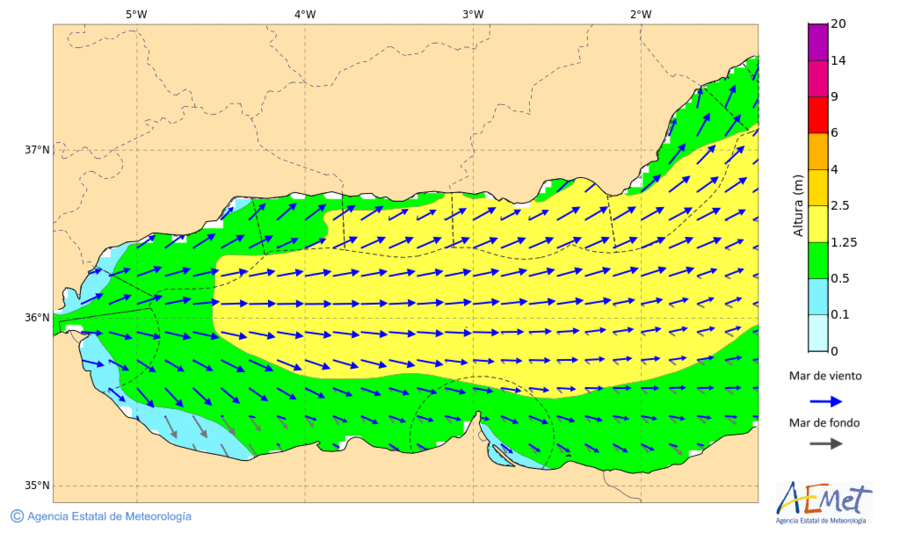 5°W 4°W 3°W 2°W
37°N
36°N
35°N
20
14
9
6
4
2.5
1.25
0.5
0.1
0
Altura (m)
Mar de viento
Mar de fondo
AEMet
Agencia Estatal de Meteorología
© Agencia Estatal de Meteorología